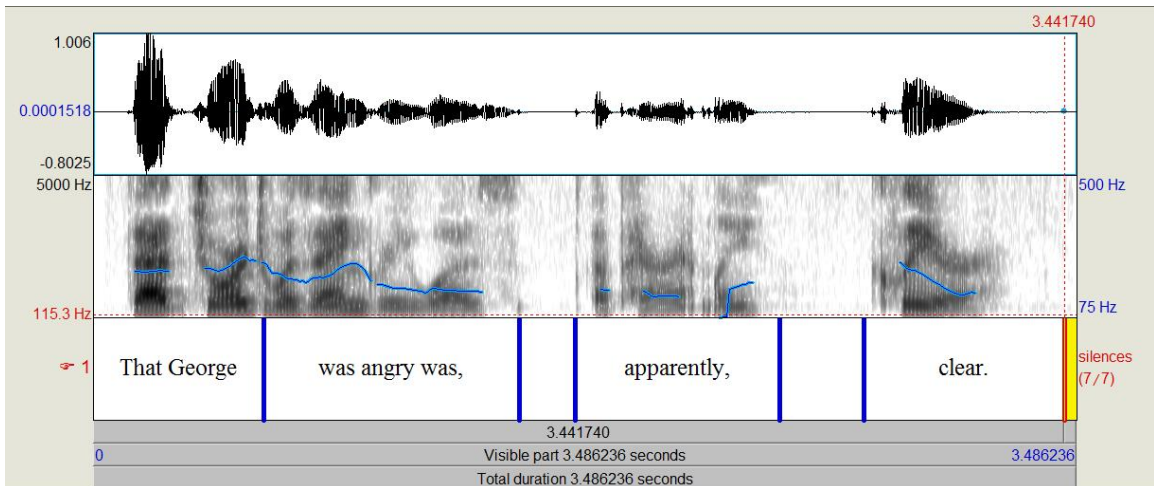 3.441740
1.006
0.0001518
-0.8025
5000 Hz
500 Hz
115.3 Hz
75 Hz
☞ 1
That George
was angry was,
apparently,
clear.
silences
(7/7)
3.441740
0
Visible part 3.486236 seconds
3.486236
Total duration 3.486236 seconds